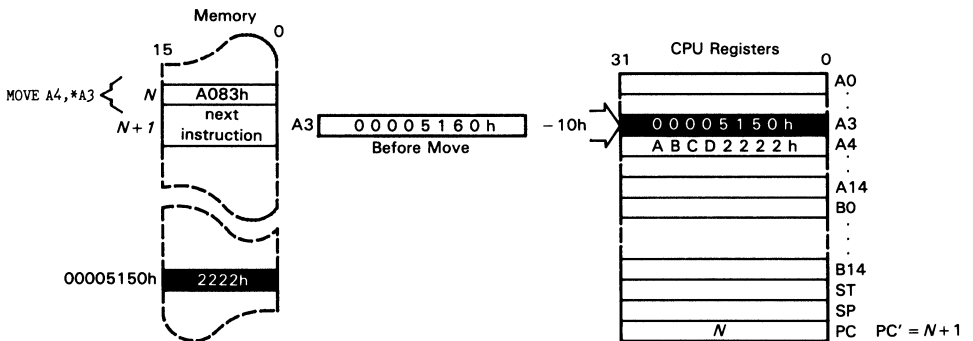 Memory
15 0
MOVE A4,*A3
N A083h
N+1 next
instruction
00005150h 2222h
A3 00005160h
Before Move
-10h
CPU Registers
31 0
A0
.
.
00005150h A3
ABCD2222h A4
.
.
A14
B0
.
.
.
B14
ST
SP
N PC PC' = N+1